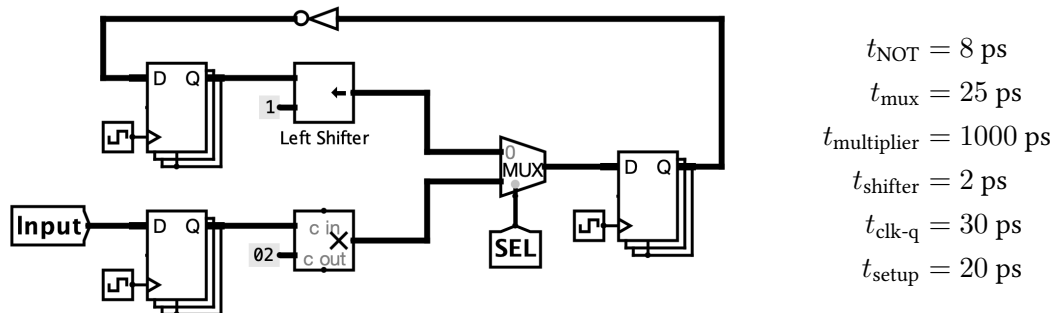 D Q
1
Left Shifter
0
MUX
D Q
Input
D Q
c in
c out
02
SEL
t_NOT = 8 ps
t_mux = 25 ps
t_multiplier = 1000 ps
t_shifter = 2 ps
t_clk-q = 30 ps
t_setup = 20 ps